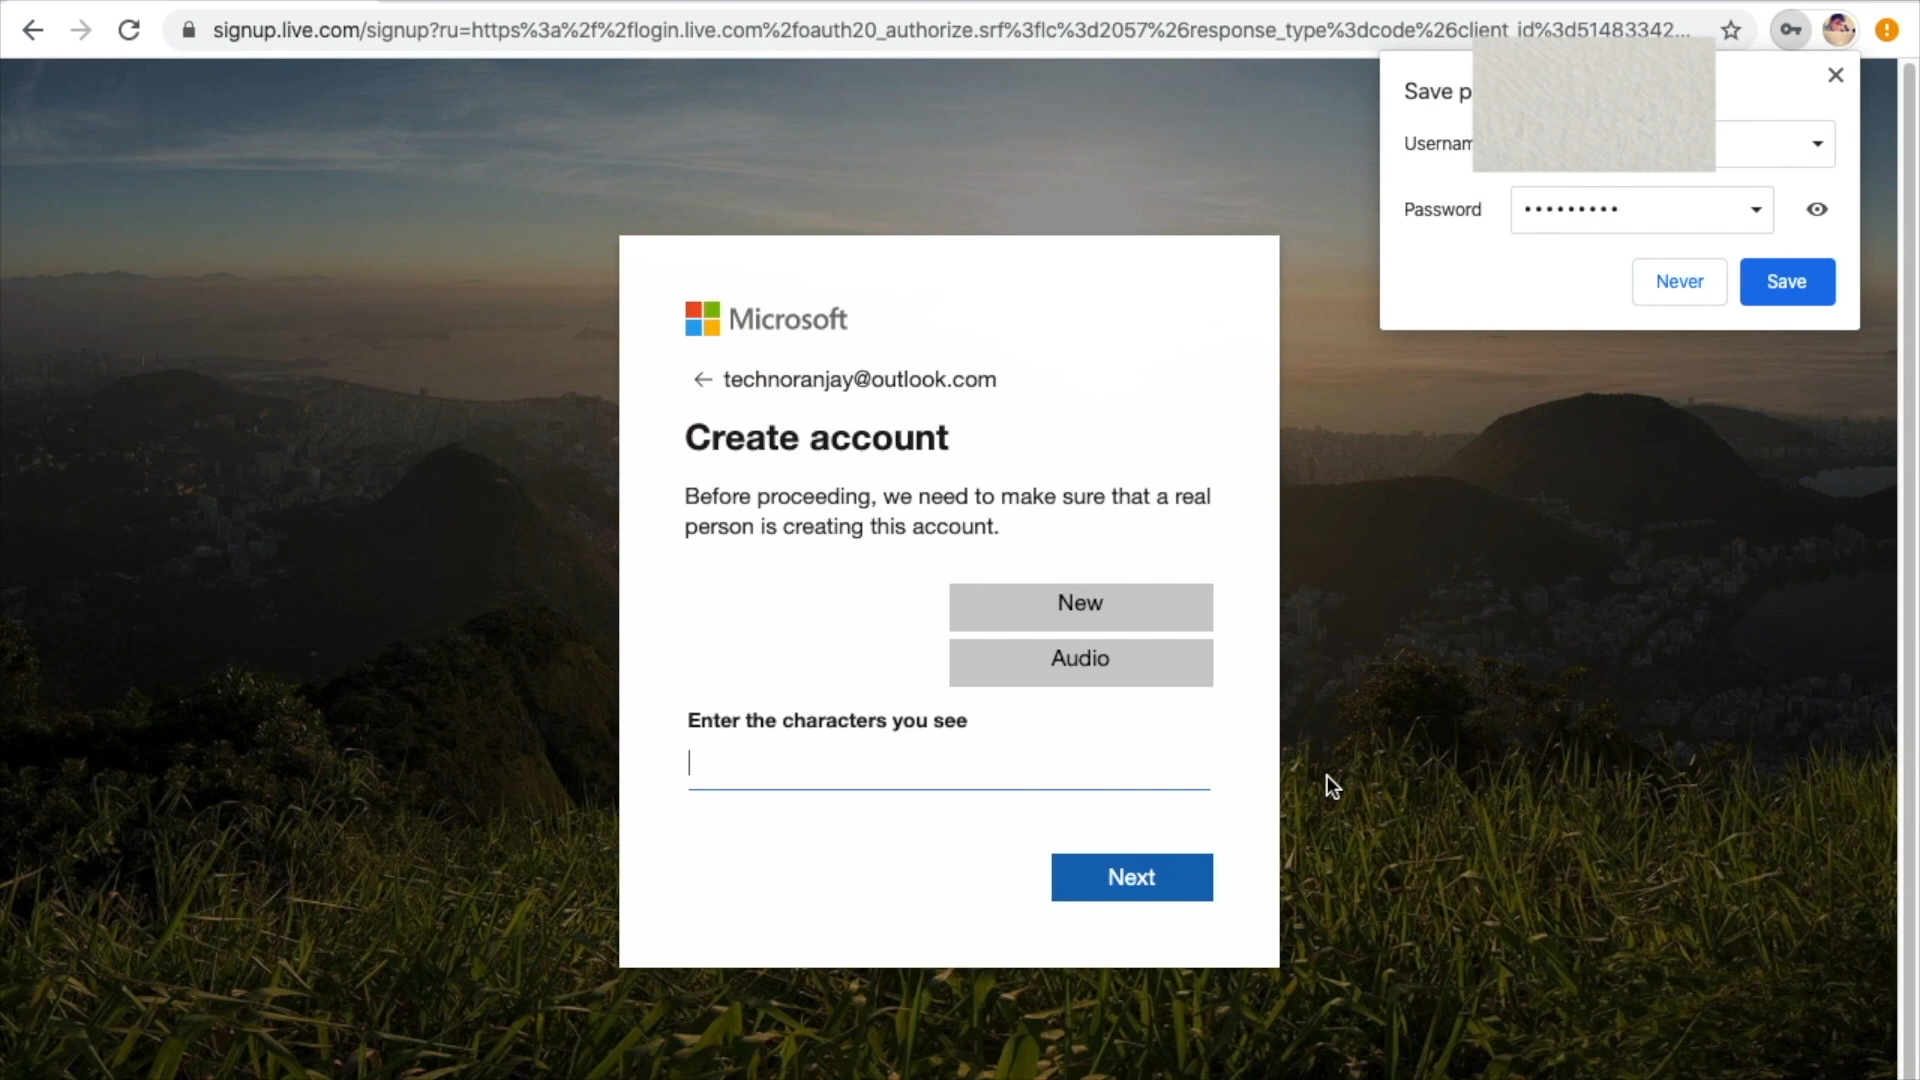 signup.live.com/signup?ru=https%3a%2f%2flogin.live.com%2foauth20_authorize.srf%3flc%3d2057%26response_type%3dcode%26client_id%3d51483342...
Save p
Usernam
Password
Never
Save
Microsoft
technoranjay@outlook.com
Create account
Before proceeding, we need to make sure that a real
person is creating this account.
New
Audio
Enter the characters you see
Next